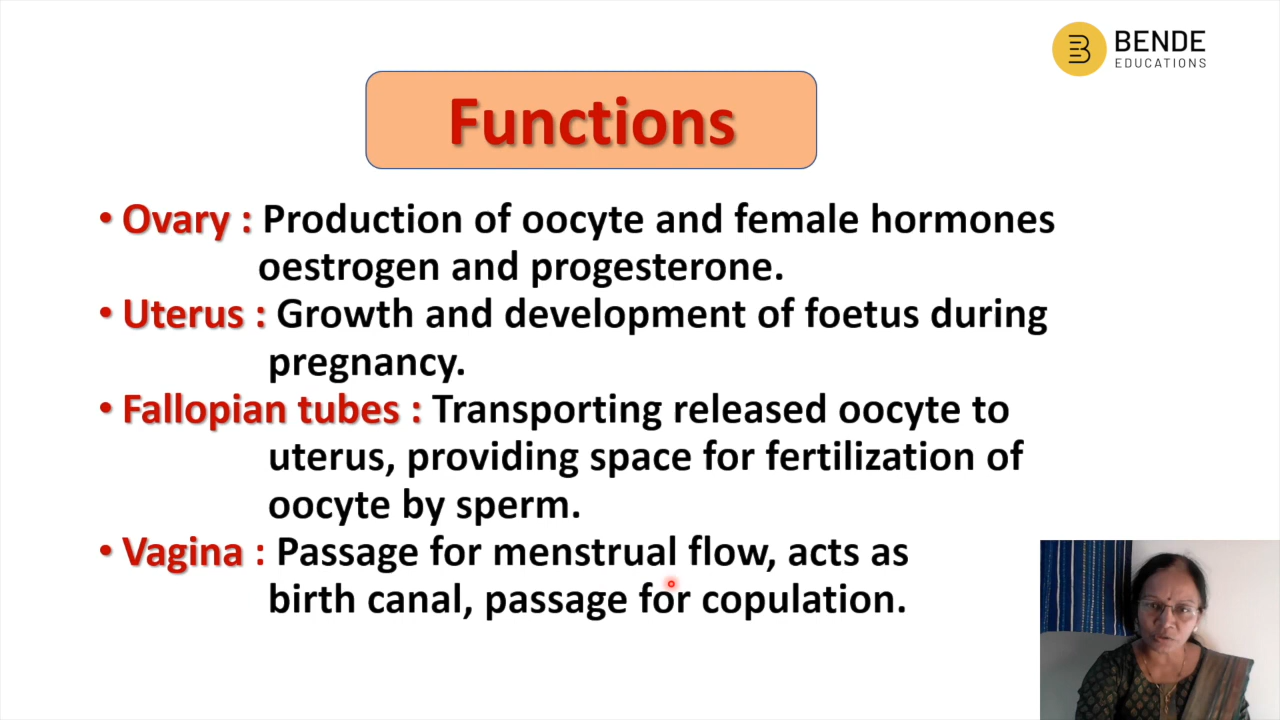 BENDE
EDUCATIONS
Functions
• Ovary : Production of oocyte and female hormones
oestrogen and progesterone.
• Uterus : Growth and development of foetus during
pregnancy.
• Fallopian tubes : Transporting released oocyte to
uterus, providing space for fertilization of
oocyte by sperm.
• Vagina : Passage for menstrual flow, acts as
birth canal, passage for copulation.